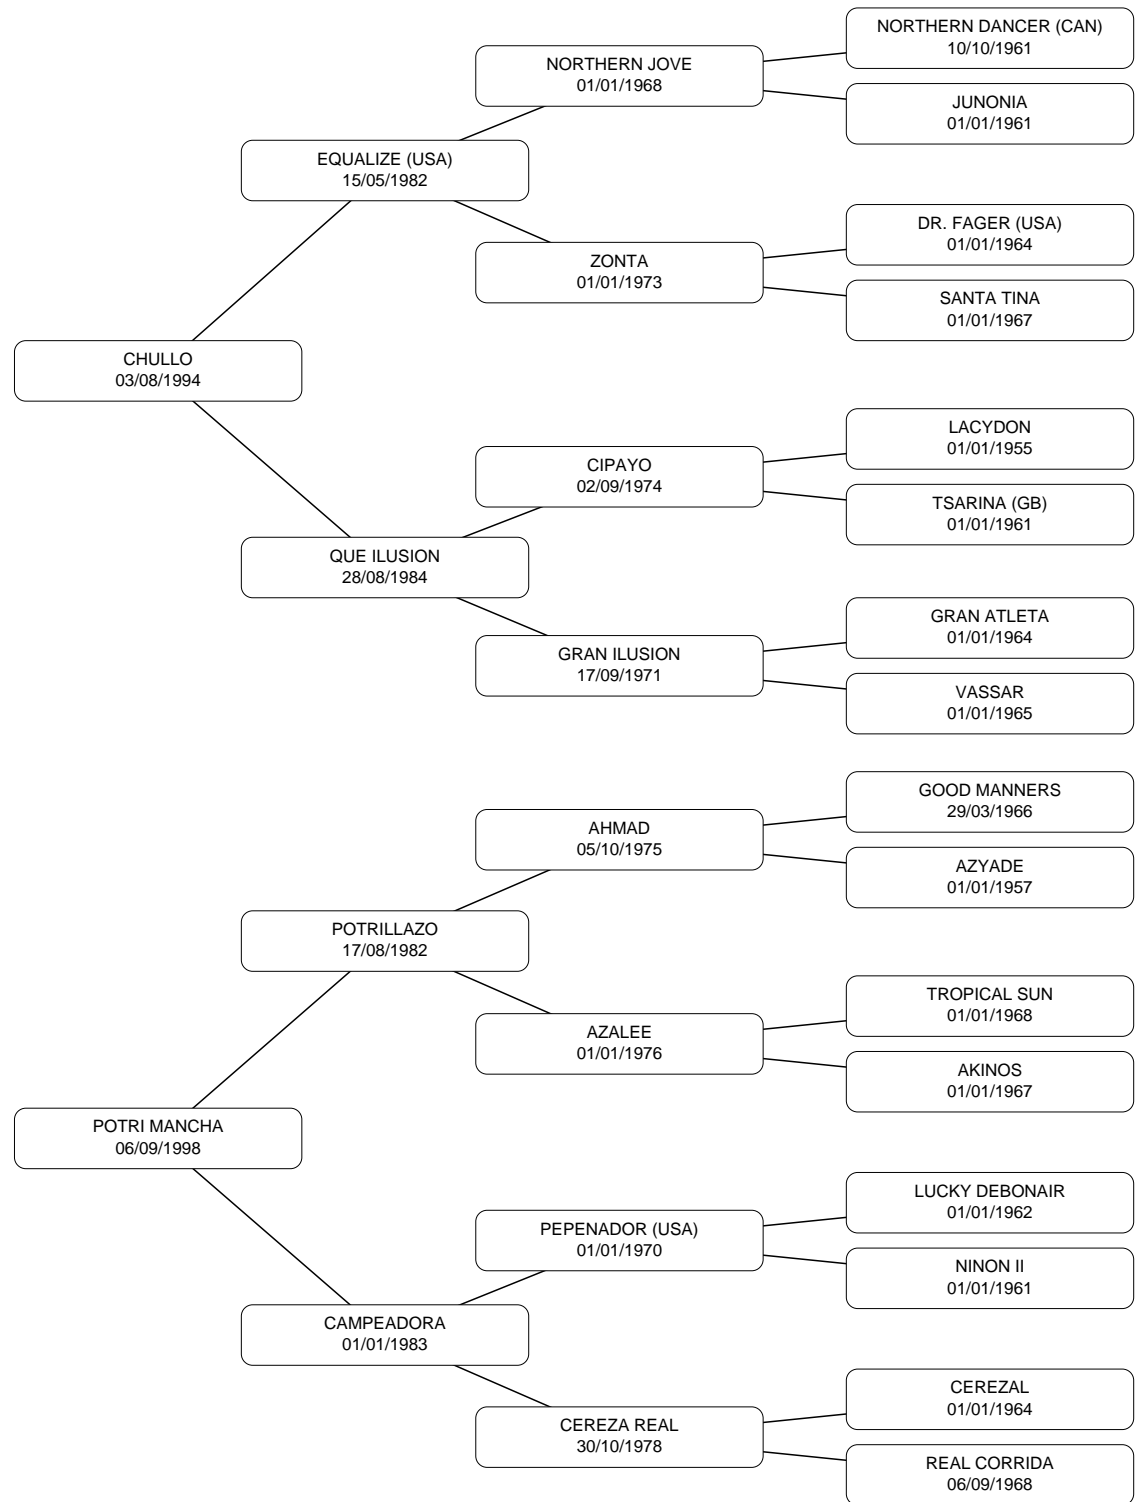 NORTHERN DANCER (CAN)
10/10/1961
NORTHERN JOVE
01/01/1968
JUNONIA
01/01/1961
EQUALIZE (USA)
15/05/1982
DR. FAGER (USA)
01/01/1964
ZONTA
01/01/1973
SANTA TINA
01/01/1967
CHULLO
03/08/1994
LACYDON
01/01/1955
CIPAYO
02/09/1974
TSARINA (GB)
01/01/1961
QUE ILUSION
28/08/1984
GRAN ATLETA
01/01/1964
GRAN ILUSION
17/09/1971
VASSAR
01/01/1965
GOOD MANNERS
29/03/1966
AHMAD
05/10/1975
AZYADE
01/01/1957
POTRILLAZO
17/08/1982
TROPICAL SUN
01/01/1968
AZALEE
01/01/1976
AKINOS
01/01/1967
POTRI MANCHA
06/09/1998
LUCKY DEBONAIR
01/01/1962
PEPENADOR (USA)
01/01/1970
NINON II
01/01/1961
CAMPEADORA
01/01/1983
CEREZAL
01/01/1964
CEREZA REAL
30/10/1978
REAL CORRIDA
06/09/1968